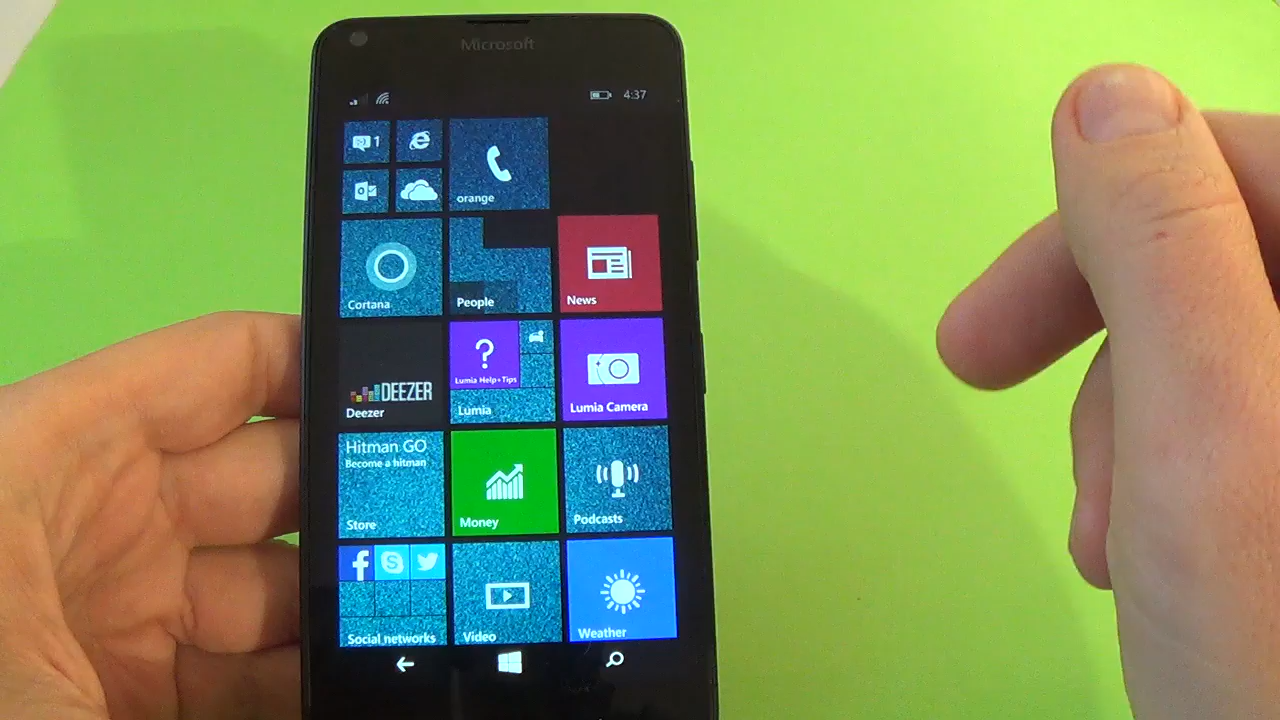 Microsoft
4:37
1
orange
Cortana
People
News
DEEZER
Deezer
?
Lumia Help+Tips
Lumia
Lumia Camera
Hitman GO
Become a hitman
Store
Money
Podcasts
Social networks
Video
Weather